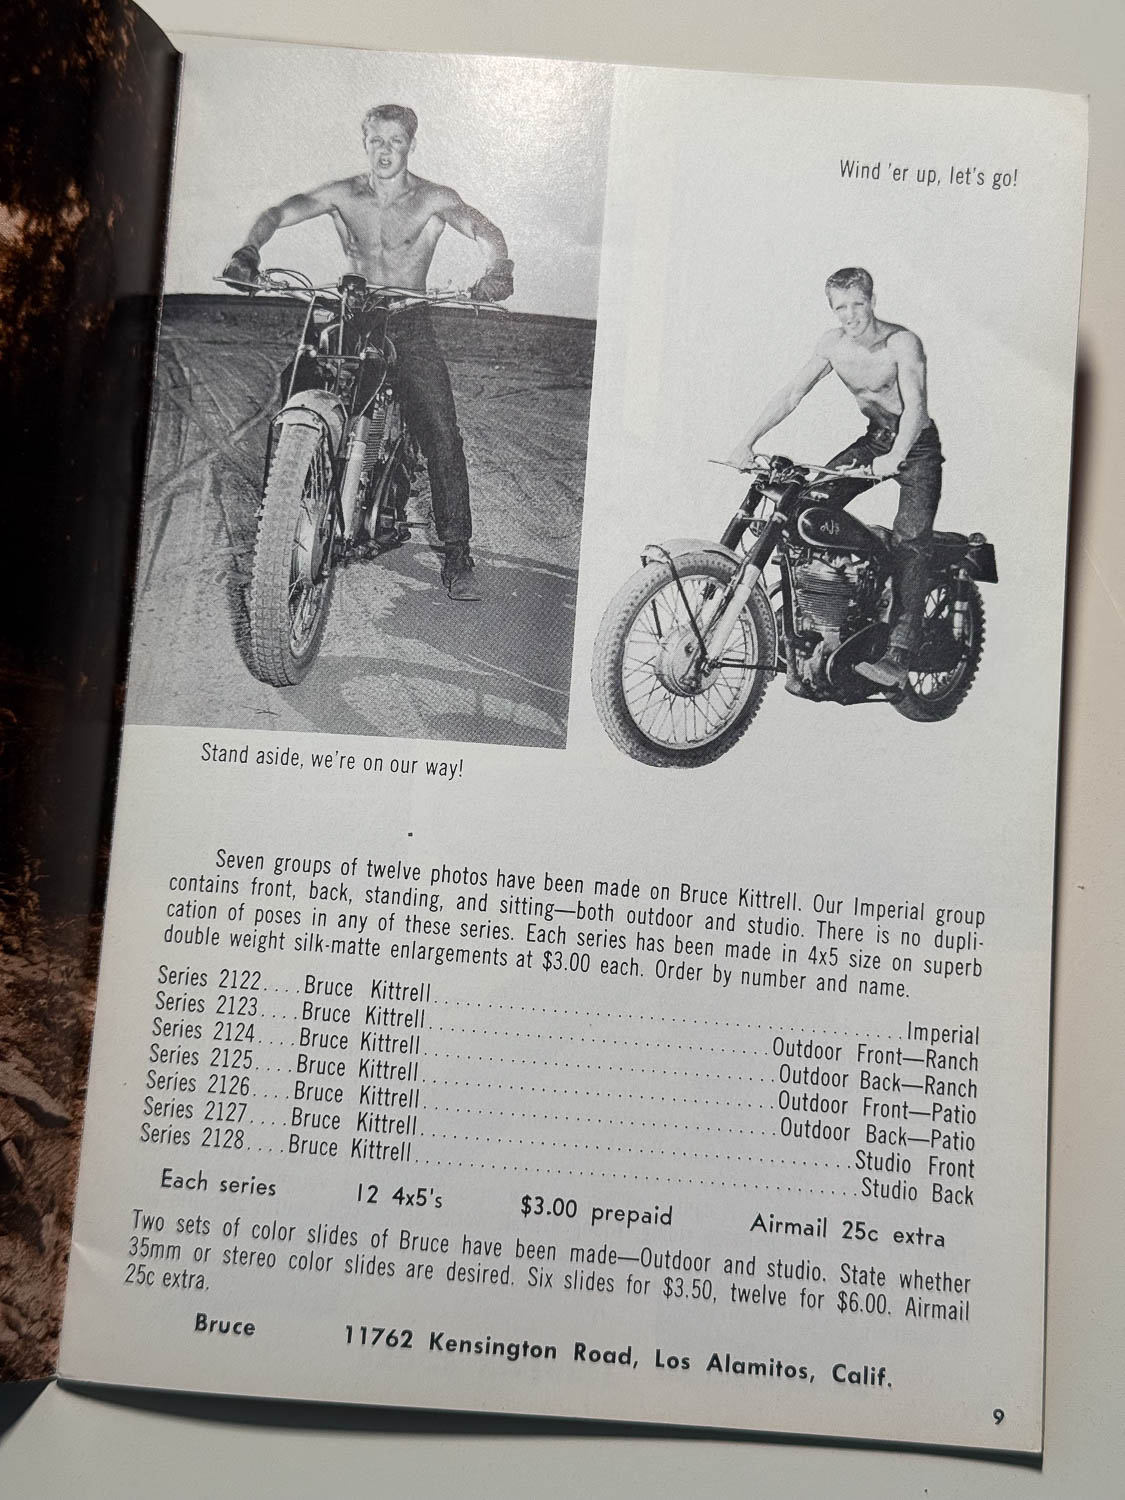 Wind 'er up, let's go!
AJS
Stand aside, we're on our way!
Seven groups of twelve photos have been made on Bruce Kittrell. Our Imperial group
contains front, back, standing, and sitting—both outdoor and studio. There is no dupli-
cation of poses in any of these series. Each series has been made in 4x5 size on superb
double weight silk-matte enlargements at $3.00 each. Order by number and name.
Series 2122....Bruce Kittrell........................................Imperial
Series 2123....Bruce Kittrell.............................Outdoor Front—Ranch
Series 2124....Bruce Kittrell.............................Outdoor Back—Ranch
Series 2125....Bruce Kittrell.............................Outdoor Front—Patio
Series 2126....Bruce Kittrell.............................Outdoor Back—Patio
Series 2127....Bruce Kittrell....................................Studio Front
Series 2128....Bruce Kittrell.....................................Studio Back
Each series 12 4x5's $3.00 prepaid Airmail 25c extra
Two sets of color slides of Bruce have been made—Outdoor and studio. State whether
35mm or stereo color slides are desired. Six slides for $3.50, twelve for $6.00. Airmail
25c extra.
Bruce 11762 Kensington Road, Los Alamitos, Calif.
9